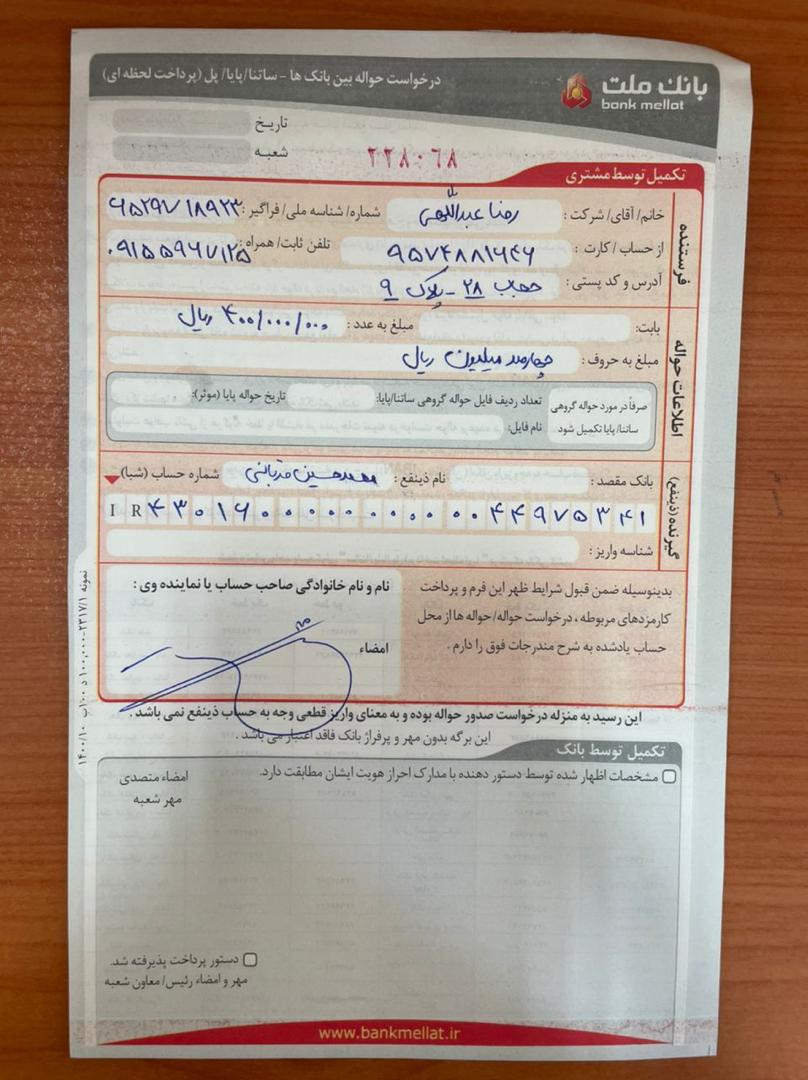 بانک ملت
bank mellat
درخواست حواله بین بانک ها - ساتنا/پایا/ پل (پرداخت لحظه ای)
تاریخ
شعبه
۲۲۸۰۶۸
تکمیل توسط مشتری
فرستنده
خانم/ آقای/ شرکت : رضا عبداللهی شماره/ شناسه ملی/ فراگیر : ۶۵۲۹۷۱۸۹۲۳
از حساب / کارت : ۹۵۷۴۸۸۱۶۴۶ تلفن ثابت/ همراه : ۰۹۱۵۵۹۶۷۱۲۵
آدرس و کد پستی : حجاب ۲۸ - پلاک ۹
اطلاعات حواله
بابت: مبلغ به عدد : ۴۰۰/۰۰۰/۰۰۰ ریال
مبلغ به حروف : چهارصد میلیون ریال
صرفاً در مورد حواله گروهی ساتنا/ پایا تکمیل شود
تعداد ردیف فایل حواله گروهی ساتنا/پایا: تاریخ حواله پایا (موثر):
نام فایل:
گیرنده (ذینفع)
بانک مقصد : نام ذینفع : محمدحسین قربانی شماره حساب (شبا)
IR ۴۳۰۱۶۰۰۰۰۰۰۰۰۰۰۰۰۴۴۹۷۵۳۴۱
شناسه واریز :
بدینوسیله ضمن قبول شرایط ظهر این فرم و پرداخت
کارمزدهای مربوطه ، درخواست حواله/ حواله ها از محل
حساب یادشده به شرح مندرجات فوق را دارم .
نام و نام خانوادگی صاحب حساب یا نماینده وی :
امضاء
این رسید به منزله درخواست صدور حواله بوده و به معنای واریز قطعی وجه به حساب ذینفع نمی باشد .
این برگه بدون مهر و پرفراژ بانک فاقد اعتبار می باشد .
تکمیل توسط بانک
مشخصات اظهار شده توسط دستور دهنده با مدارک احراز هویت ایشان مطابقت دارد.
امضاء متصدی
مهر شعبه
دستور پرداخت پذیرفته شد.
مهر و امضاء رئیس/ معاون شعبه
www.bankmellat.ir